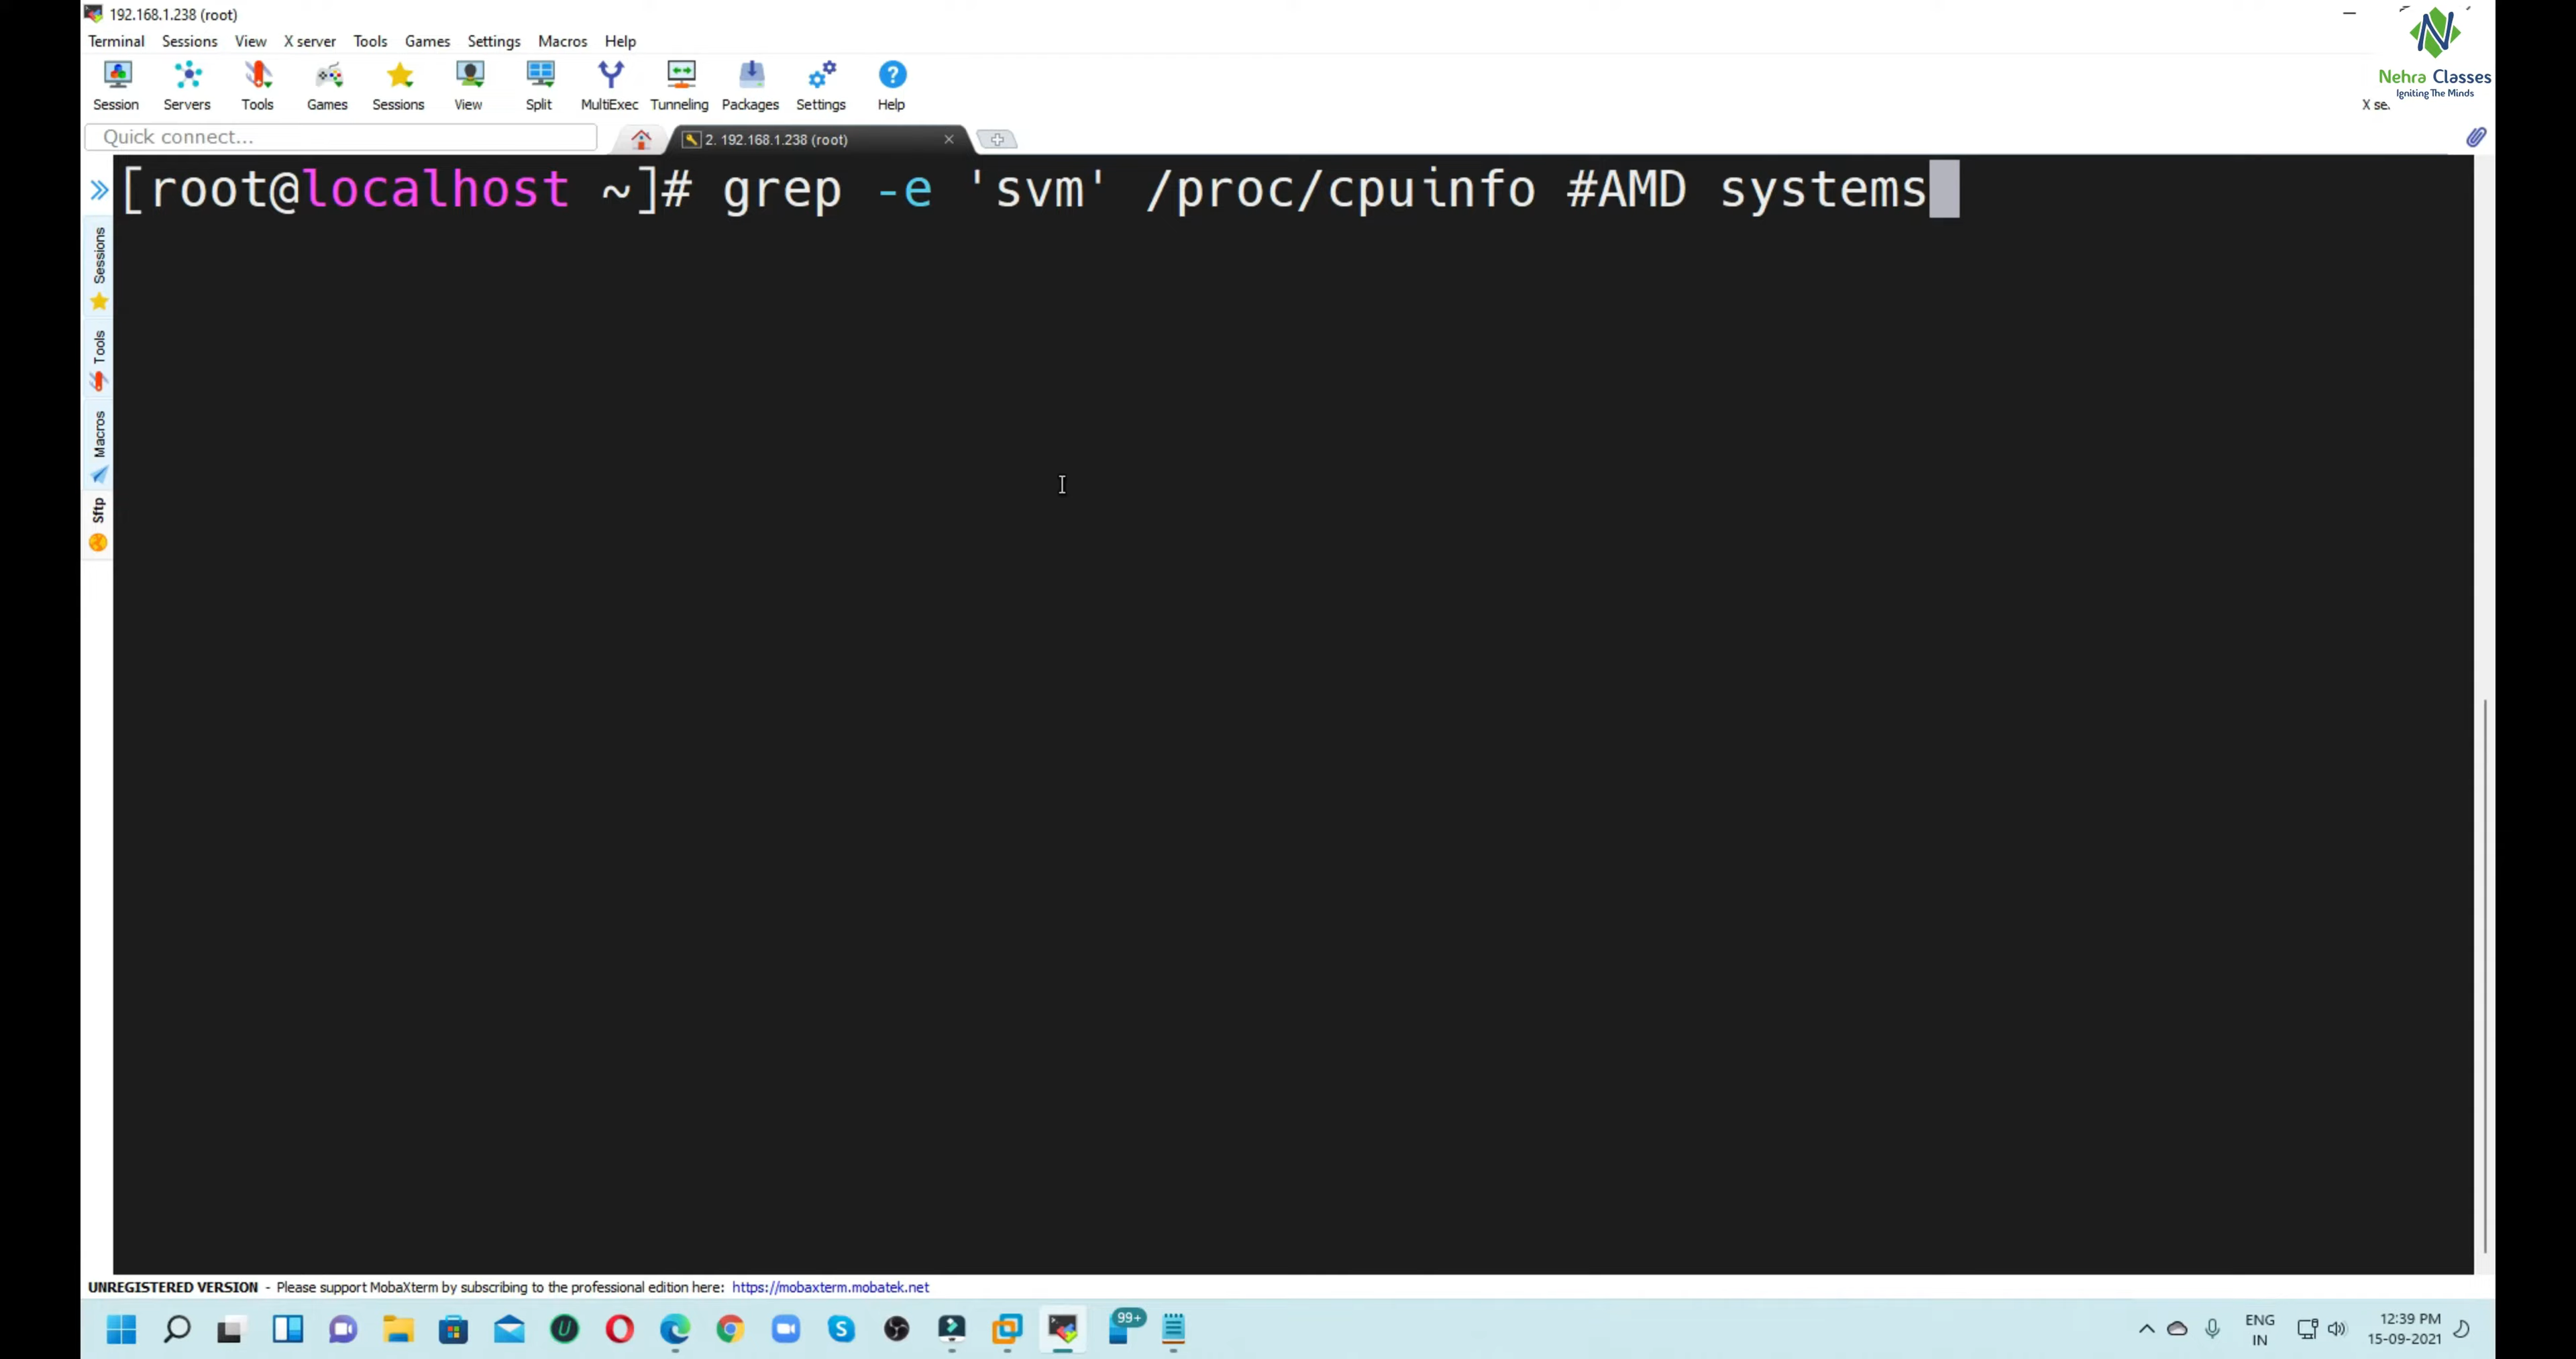 192.168.1.238 (root)
Terminal Sessions View X server Tools Games Settings Macros Help
Session Servers Tools Games Sessions View Split MultiExec Tunneling Packages Settings Help
Nehra Classes
Igniting The Minds
X se
Quick connect...
2. 192.168.1.238 (root)
[root@localhost ~]# grep -e 'svm' /proc/cpuinfo #AMD systems
Sessions
Tools
Macros
Sftp
UNREGISTERED VERSION - Please support MobaXterm by subscribing to the professional edition here: https://mobaxterm.mobatek.net
99+
ENG
IN
12:39 PM
15-09-2021